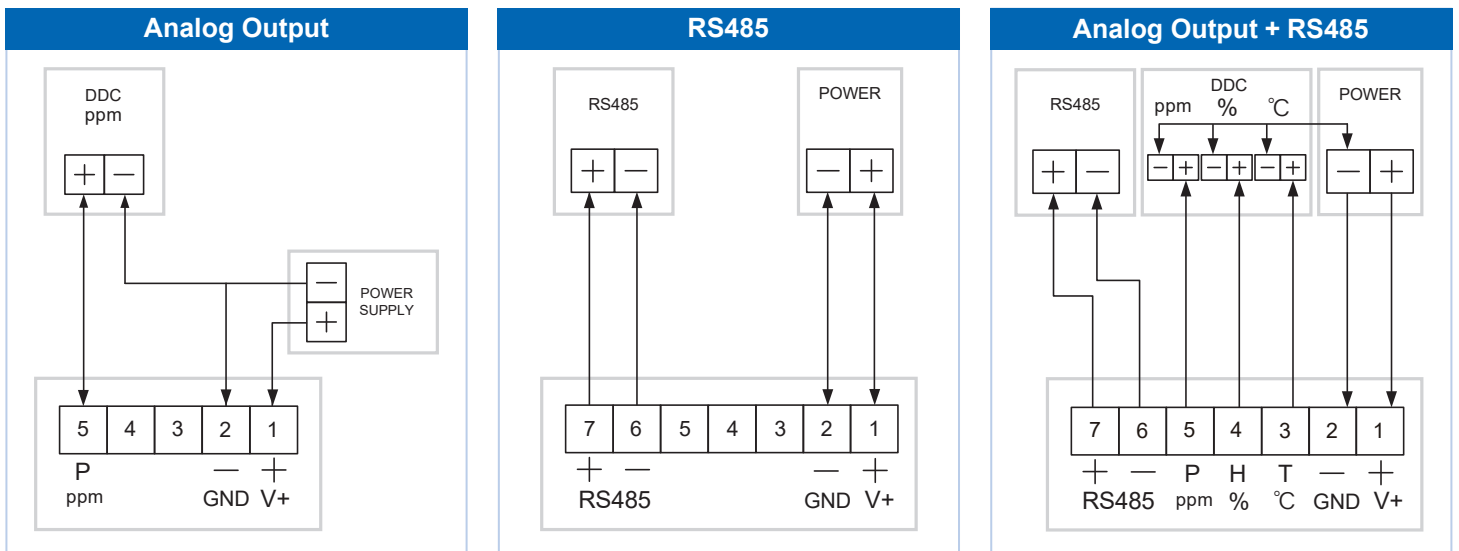 Analog Output
DDC
ppm
+ −
−
+
POWER
SUPPLY
5 4 3 2 1
P − +
ppm GND V+
RS485
RS485
+ −
POWER
− +
7 6 5 4 3 2 1
+ − − +
RS485 GND V+
Analog Output + RS485
RS485
+ −
DDC
ppm % ℃
− + − + − +
POWER
− +
7 6 5 4 3 2 1
+ − P H T − +
RS485 ppm % ℃ GND V+